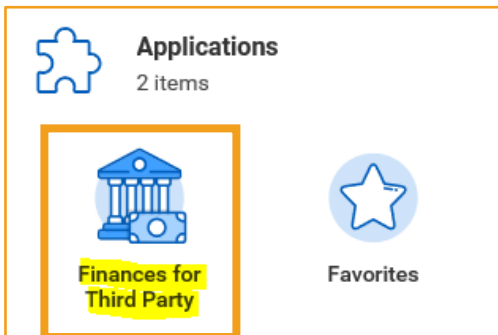 Applications
2 items
Finances for
Third Party
Favorites